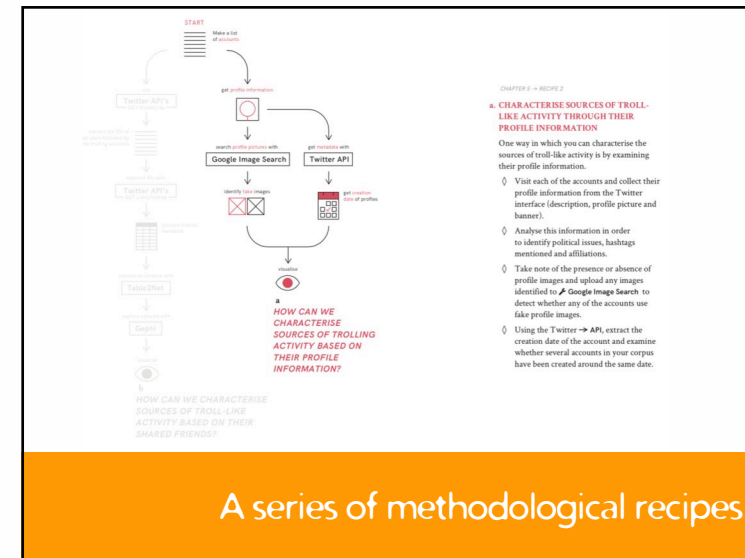 START
Make a list
of accounts
get profile information
search profile pictures with
Google Image Search
get metadata with
Twitter API
identify fake images
get creation
date of profiles
visualise
a
HOW CAN WE
CHARACTERISE
SOURCES OF TROLLING
ACTIVITY BASED ON
THEIR PROFILE
INFORMATION?
Twitter API's
Twitter API's
Table2Net
Gephi
visualise
b
HOW CAN WE CHARACTERISE
SOURCES OF TROLL-LIKE
ACTIVITY BASED ON THEIR
SHARED FRIENDS?
CHAPTER 5 → RECIPE 2
a. CHARACTERISE SOURCES OF TROLL-
LIKE ACTIVITY THROUGH THEIR
PROFILE INFORMATION
One way in which you can characterise the
sources of troll-like activity is by examining
their profile information.
◊ Visit each of the accounts and collect their
profile information from the Twitter
interface (description, profile picture and
banner).
◊ Analyse this information in order
to identify political issues, hashtags
mentioned and affiliations.
◊ Take note of the presence or absence of
profile images and upload any images
identified to Google Image Search to
detect whether any of the accounts use
fake profile images.
◊ Using the Twitter → API, extract the
creation date of the account and examine
whether several accounts in your corpus
have been created around the same date.
A series of methodological recipes